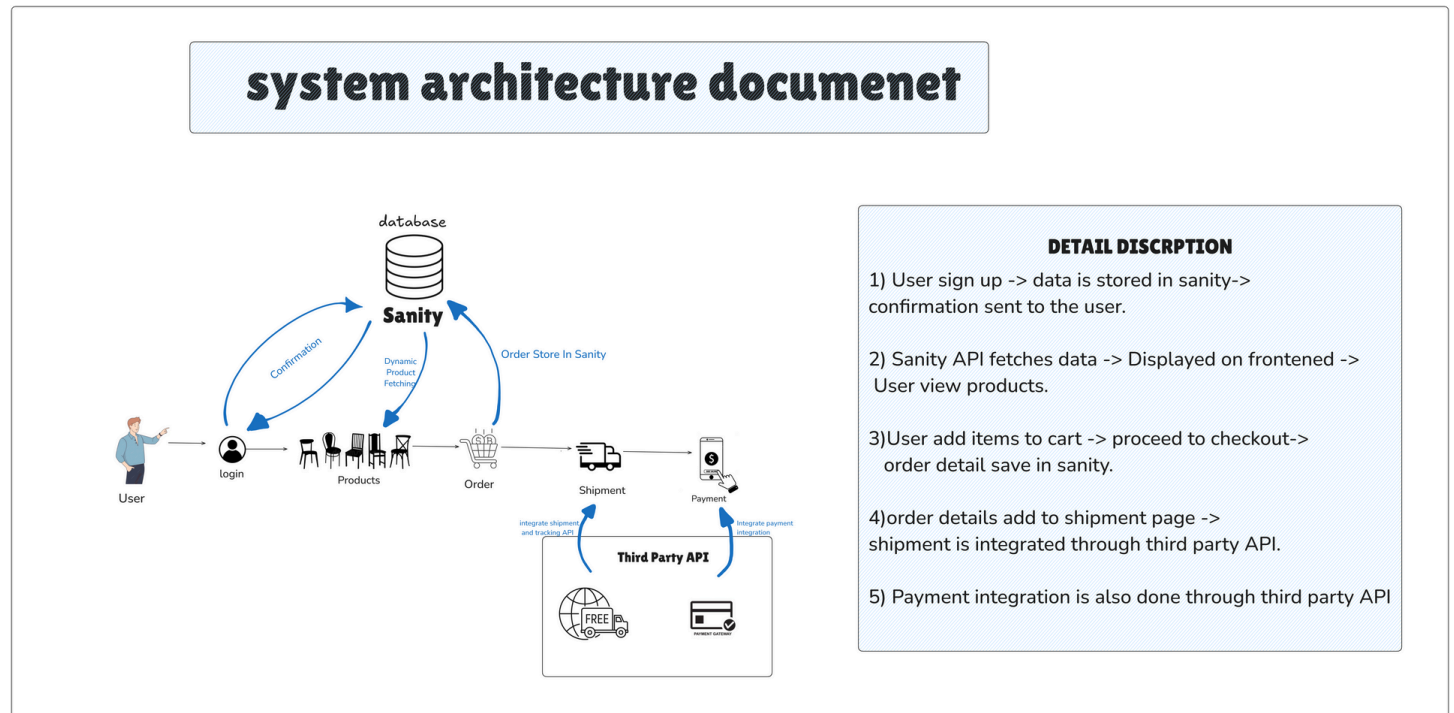 system architecture documenet
database
Sanity
Confirmation
Dynamic
Product
Fetching
Order Store In Sanity
User
login
Products
Order
Shipment
Payment
integrate shipment
and tracking API
Integrate payment
integration
Third Party API
FREE
PAYMENT GATEWAY
DETAIL DISCRPTION
1) User sign up -> data is stored in sanity->
confirmation sent to the user.
2) Sanity API fetches data -> Displayed on frontened ->
User view products.
3)User add items to cart -> proceed to checkout->
order detail save in sanity.
4)order details add to shipment page ->
shipment is integrated through third party API.
5) Payment integration is also done through third party API